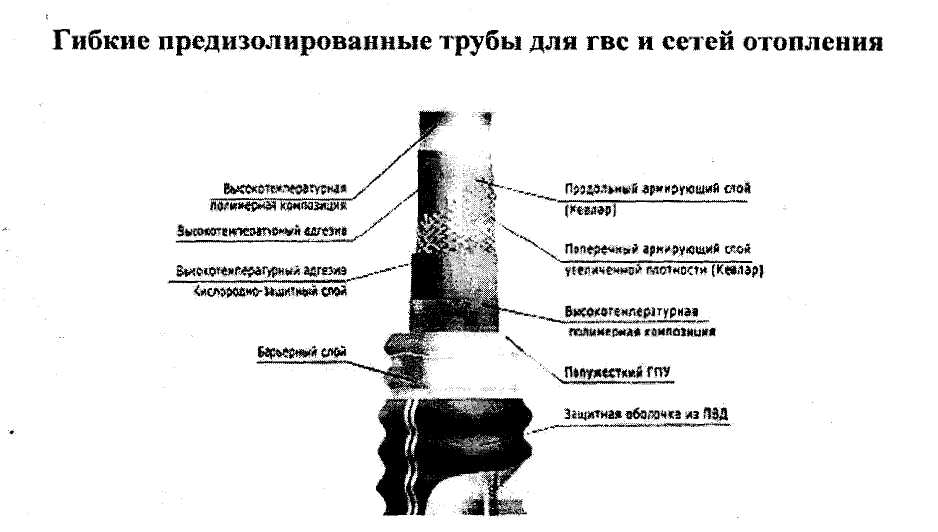 Гибкие предизолированные трубы для гвс и сетей отопления
Высокотемпературная
полимерная композиция
Высокотемпературный адгезив
Высокотемпературный адгезив
Кислородно-защитный слой
Барьерный слой
Продольный армирующий слой
(Кевлар)
Поперечный армирующий слой
увеличенной плотности (Кевлар)
Высокотемпературная
полимерная композиция
Полужесткий ППУ
Защитная оболочка из ПВД